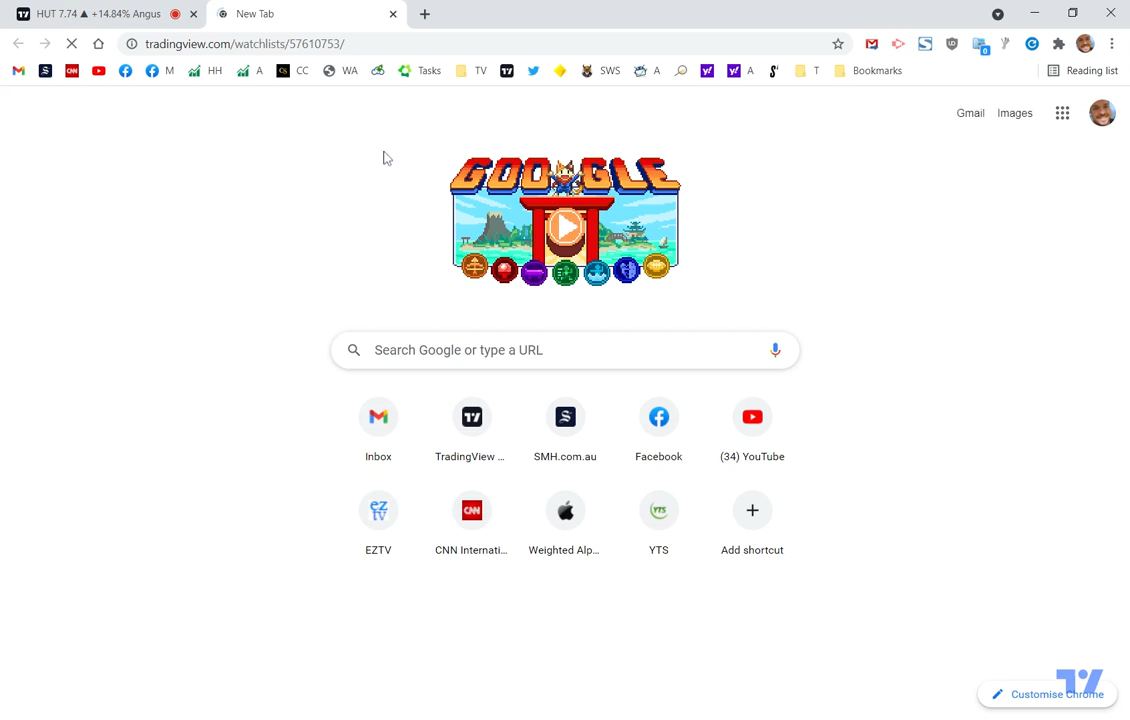 HUT 7.74 ▲ +14.84% Angus
New Tab
tradingview.com/watchlists/57610753/
M
HH
A
CC
WA
Tasks
TV
SWS
A
A
T
Bookmarks
Reading list
Gmail Images
GOOGLE
Search Google or type a URL
Inbox
TradingView ...
SMH.com.au
Facebook
(34) YouTube
EZTV
CNN Internati...
Weighted Alp...
YTS
Add shortcut
Customise Chrome